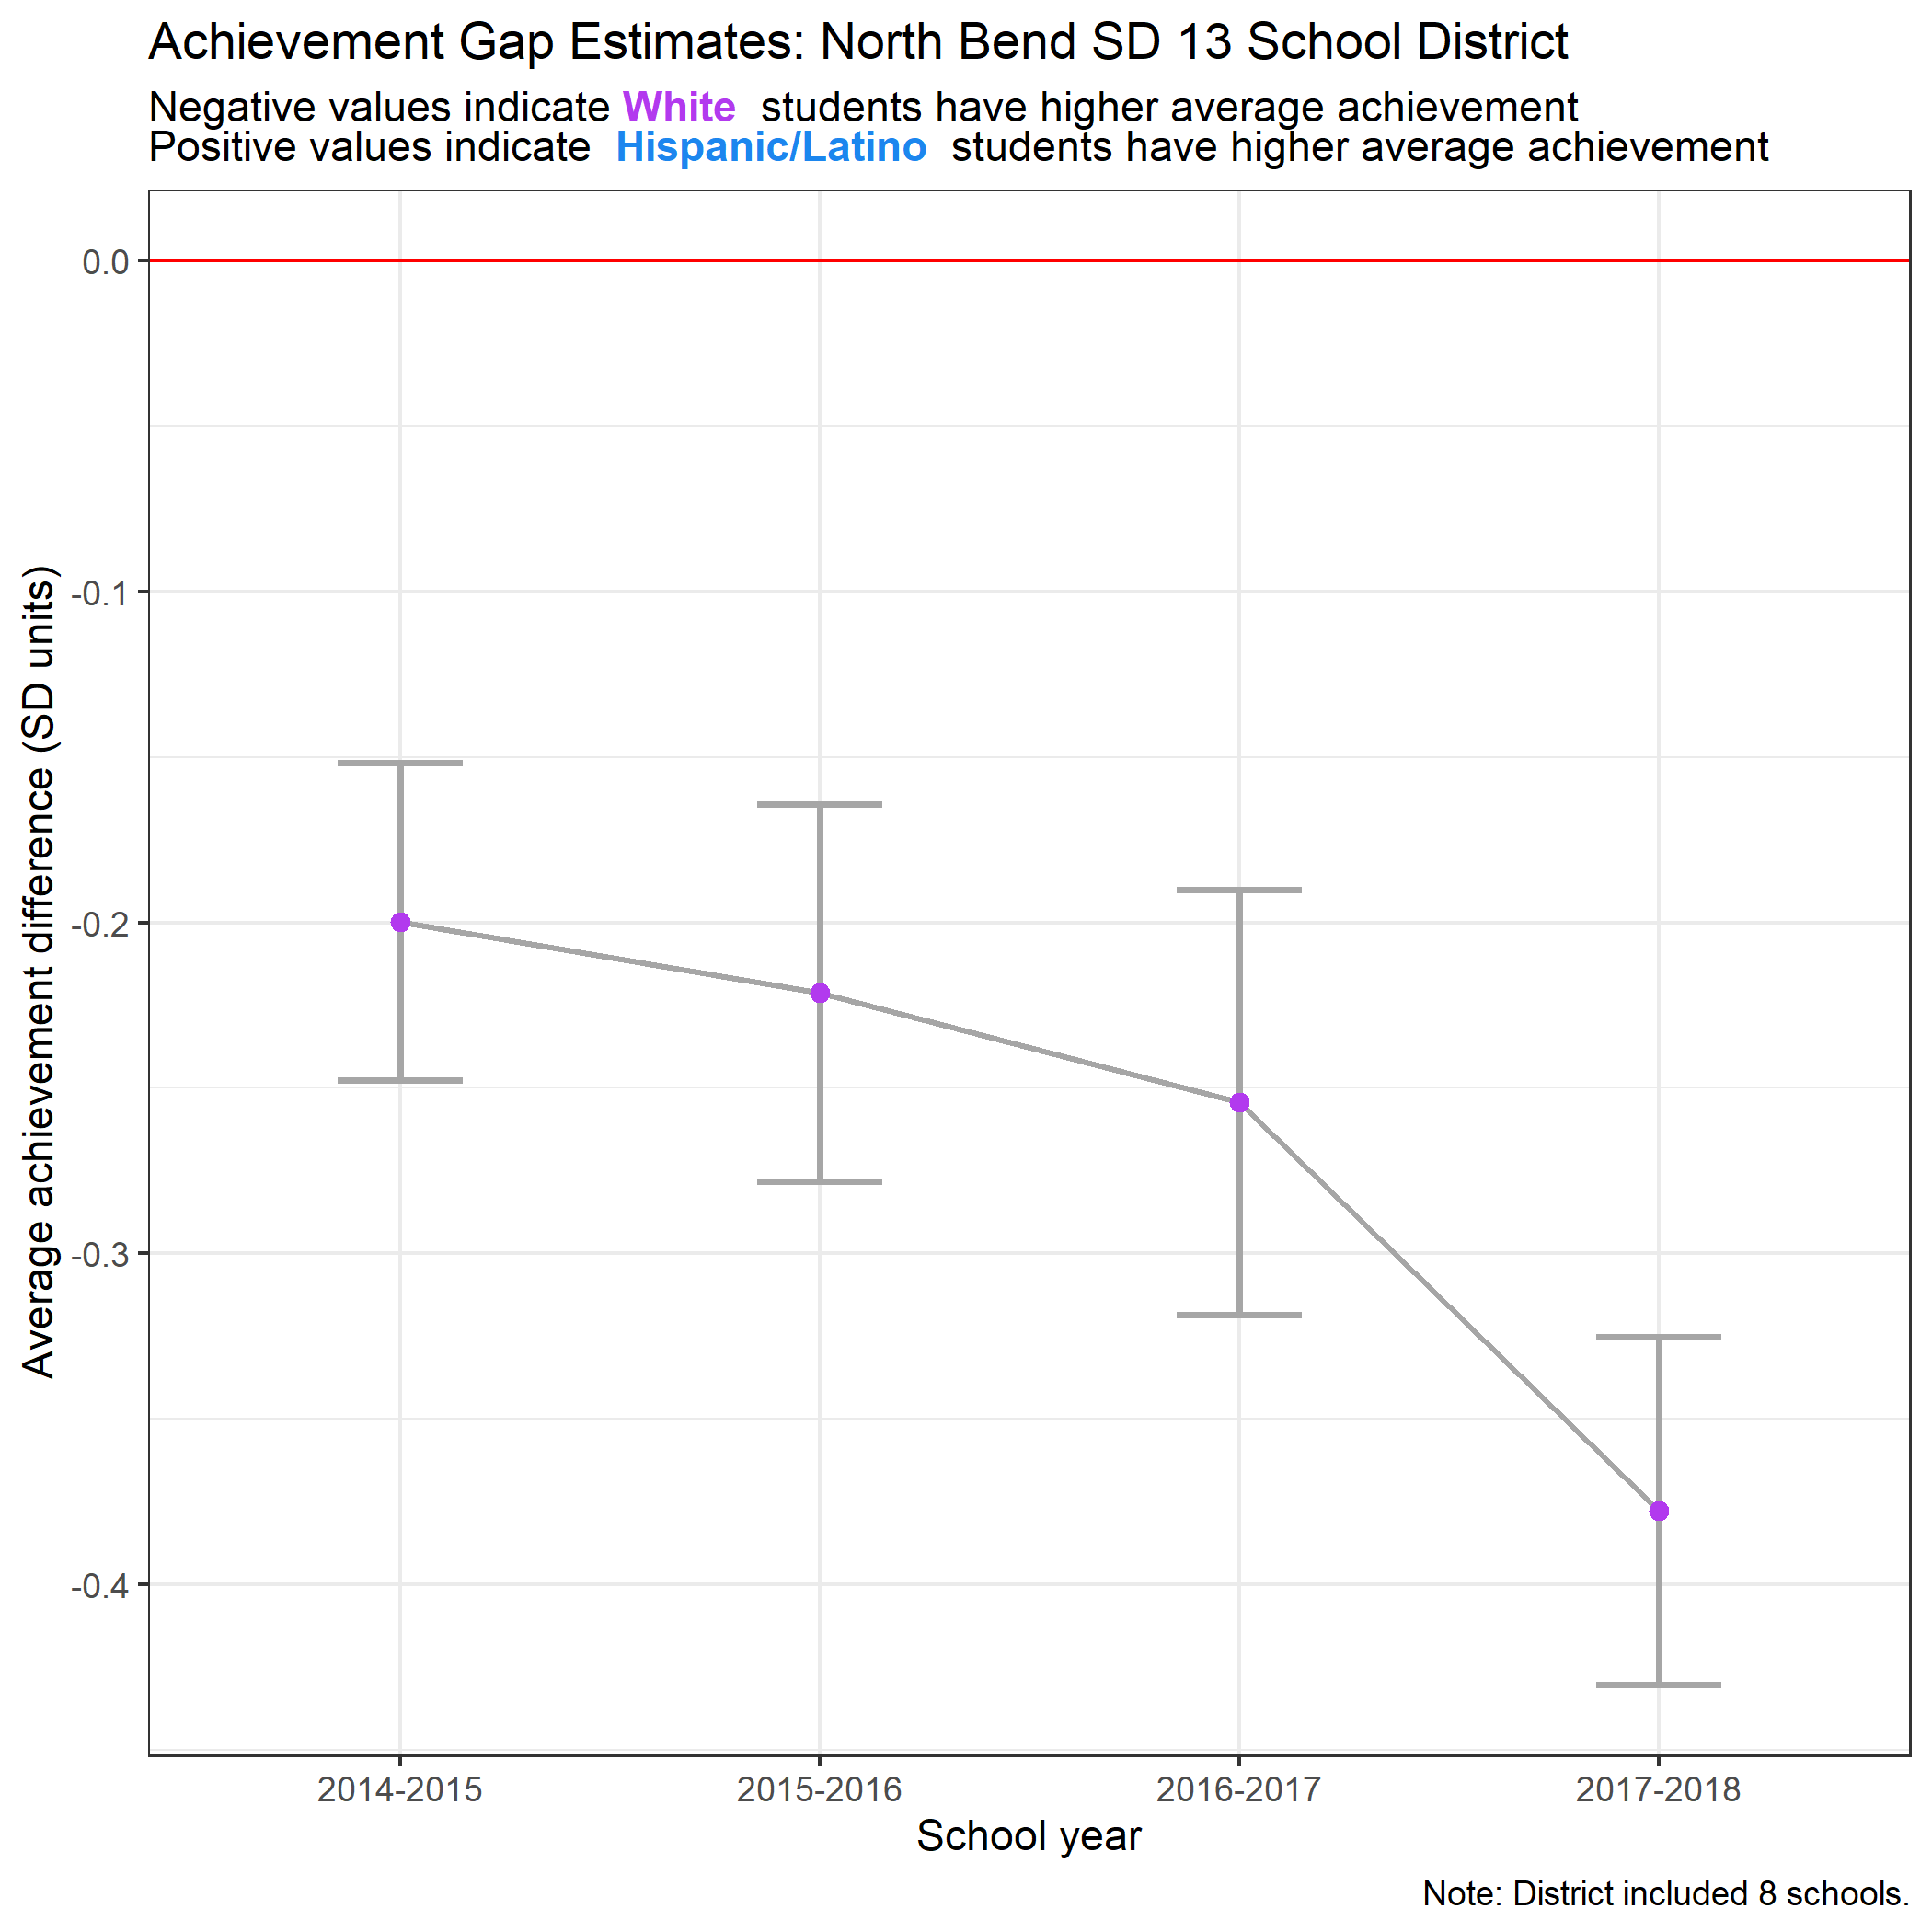 Achievement Gap Estimates: North Bend SD 13 School District
Negative values indicate White students have higher average achievement
Positive values indicate Hispanic/Latino students have higher average achievement
Average achievement difference (SD units)
0.0
-0.1
-0.2
-0.3
-0.4
2014-2015
2015-2016
2016-2017
2017-2018
School year
Note: District included 8 schools.